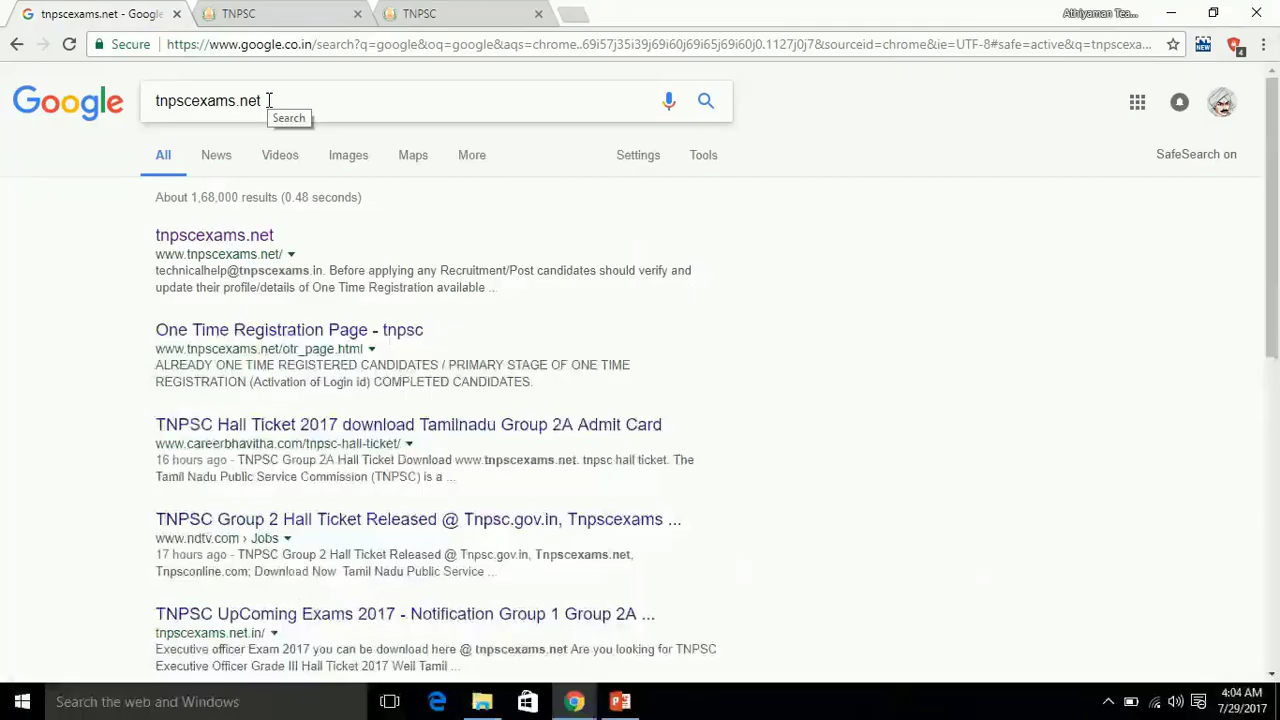 tnpscexams.net - Google
TNPSC
TNPSC
Athiyaman Tea...
Secure
https://www.google.co.in/search?q=google&oq=google&aqs=chrome..69i57j35i39j69i60j69i65j69i60j0.1127j0j7&sourceid=chrome&ie=UTF-8#safe=active&q=tnpscexa...
NEW
4
Google
tnpscexams.net
Search
All News Videos Images Maps More Settings Tools
SafeSearch on
About 1,68,000 results (0.48 seconds)
tnpscexams.net
www.tnpscexams.net/
technicalhelp@tnpscexams.in. Before applying any Recruitment/Post candidates should verify and
update their profile/details of One Time Registration available ...
One Time Registration Page - tnpsc
www.tnpscexams.net/otr_page.html
ALREADY ONE TIME REGISTERED CANDIDATES / PRIMARY STAGE OF ONE TIME
REGISTRATION (Activation of Login id) COMPLETED CANDIDATES.
TNPSC Hall Ticket 2017 download Tamilnadu Group 2A Admit Card
www.careerbhavitha.com/tnpsc-hall-ticket/
16 hours ago - TNPSC Group 2A Hall Ticket Download www.tnpscexams.net. tnpsc hall ticket. The
Tamil Nadu Public Service Commission (TNPSC) is a ...
TNPSC Group 2 Hall Ticket Released @ Tnpsc.gov.in, Tnpscexams ...
www.ndtv.com › Jobs
17 hours ago - TNPSC Group 2 Hall Ticket Released @ Tnpsc.gov.in, Tnpscexams.net,
Tnpsconline.com; Download Now Tamil Nadu Public Service ...
TNPSC UpComing Exams 2017 - Notification Group 1 Group 2A ...
tnpscexams.net.in/
Executive officer Exam 2017 you can be download here @ tnpscexams.net Are you looking for TNPSC
Executive Officer Grade III Hall Ticket 2017 Well Tamil ...
Search the web and Windows
4:04 AM
7/29/2017